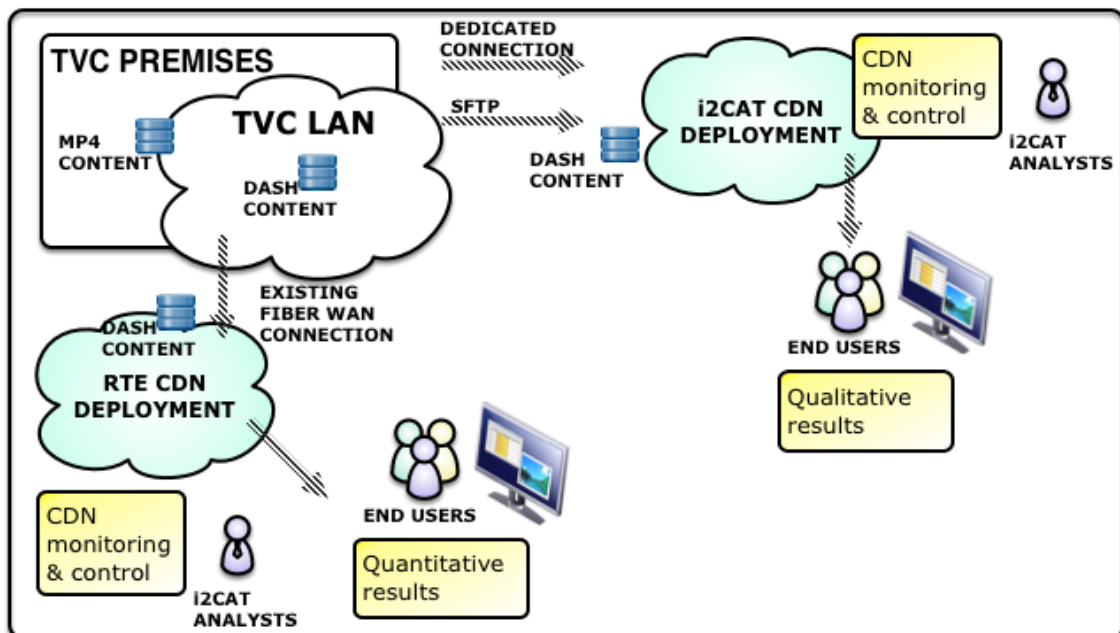 TVC PREMISES
TVC LAN
MP4
CONTENT
DASH
CONTENT
DEDICATED
CONNECTION
SFTP
DASH
CONTENT
i2CAT CDN
DEPLOYMENT
CDN
monitoring
& control
i2CAT
ANALYSTS
END USERS
Qualitative
results
EXISTING
FIBER WAN
CONNECTION
DASH
CONTENT
RTE CDN
DEPLOYMENT
CDN
monitoring
& control
i2CAT
ANALYSTS
END USERS
Quantitative
results